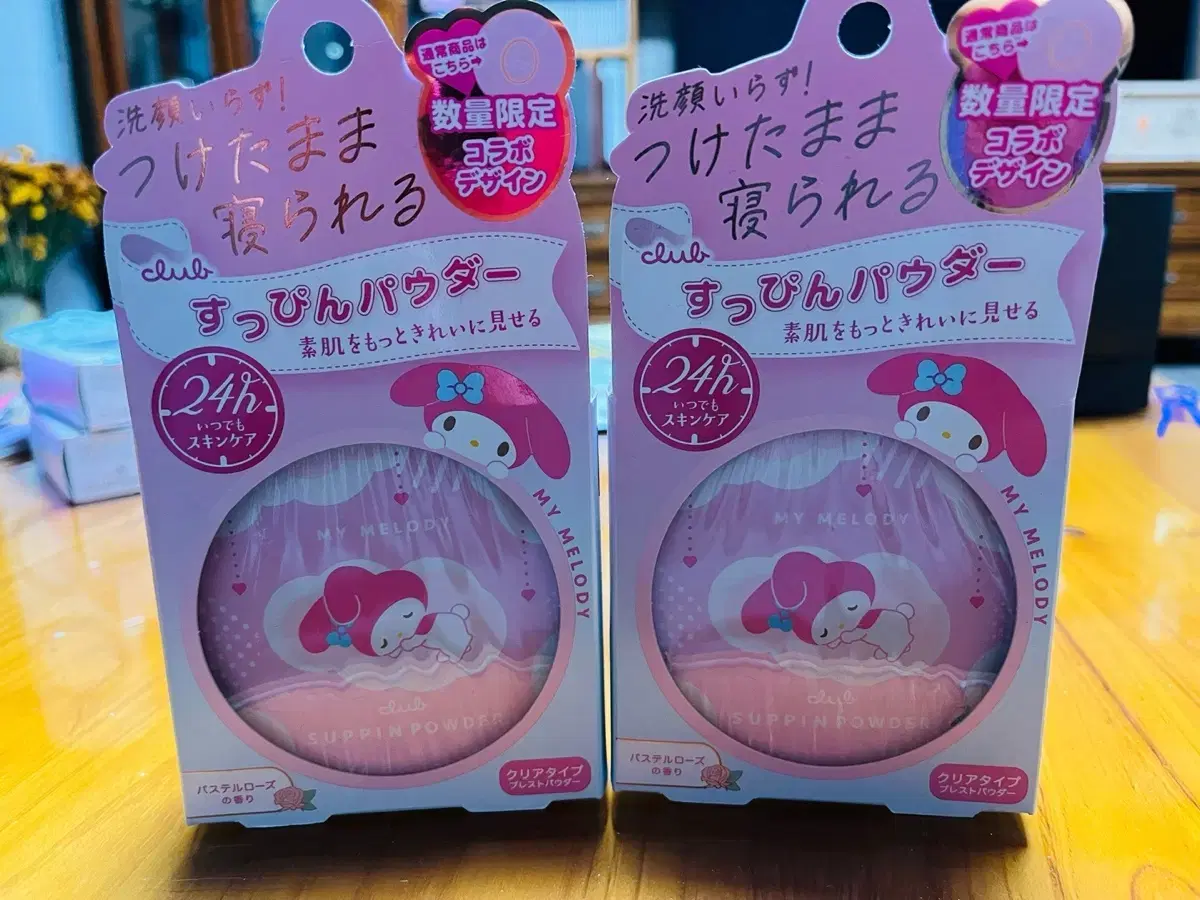 洗顔いらず!
つけたまま
寝られる
通常商品は
こちら→
数量限定
コラボ
デザイン
club
すっぴんパウダー
素肌をもっときれいに見せる
24h
いつでも
スキンケア
MY MELODY
MY MELODY
club
SUPPIN POWDER
パステルローズ
の香り
クリアタイプ
プレストパウダー
洗顔いらず!
つけたまま
寝られる
通常商品は
こちら→
数量限定
コラボ
デザイン
club
すっぴんパウダー
素肌をもっときれいに見せる
24h
いつでも
スキンケア
MY MELODY
MY MELODY
club
SUPPIN POWDER
パステルローズ
の香り
クリアタイプ
プレストパウダー